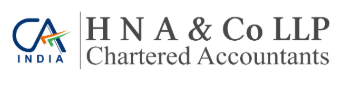 CA
INDIA
H N A & Co LLP
Chartered Accountants